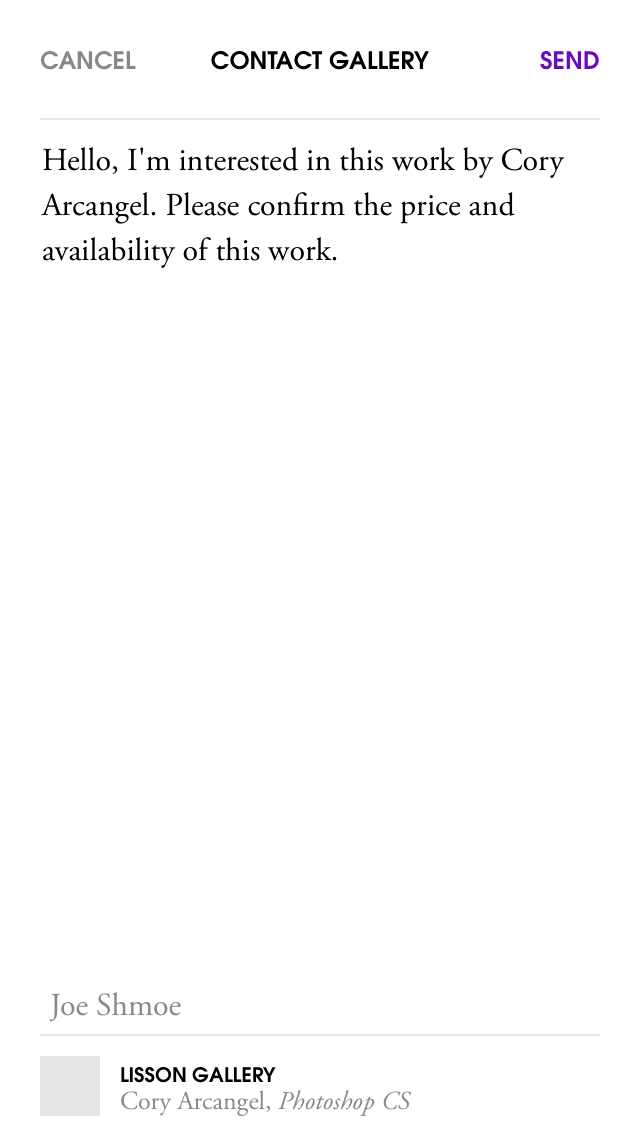 CANCEL CONTACT GALLERY SEND
Hello, I'm interested in this work by Cory
Arcangel. Please confirm the price and
availability of this work.
Joe Shmoe
LISSON GALLERY
Cory Arcangel, Photoshop CS